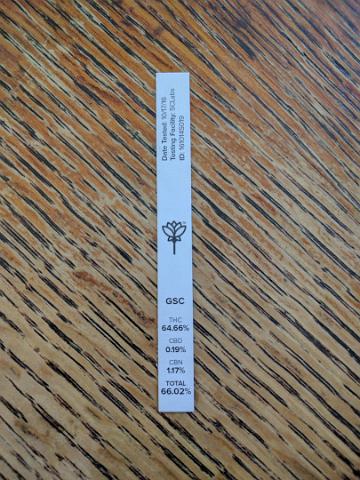 Date Tested: 10/17/16
Testing Facility: SCLabs
ID: 1610145019
GSC
THC
64.66%
CBD
0.19%
CBN
1.17%
TOTAL
66.02%